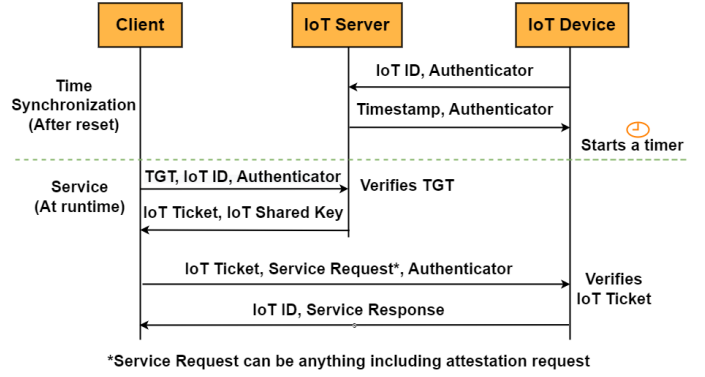 Client
IoT Server
IoT Device
IoT ID, Authenticator
Time
Synchronization
(After reset)
Timestamp, Authenticator
Starts a timer
TGT, IoT ID, Authenticator
Verifies TGT
Service
(At runtime)
IoT Ticket, IoT Shared Key
IoT Ticket, Service Request*, Authenticator
Verifies
IoT Ticket
IoT ID, Service Response
*Service Request can be anything including attestation request